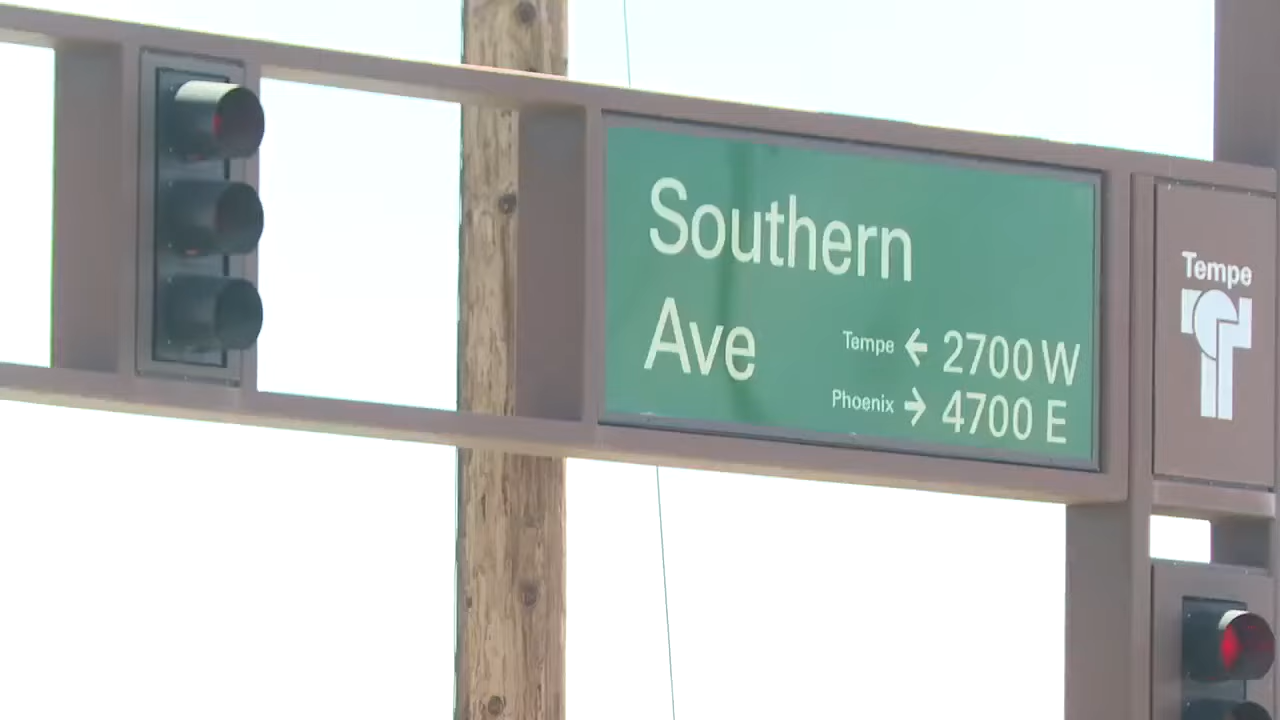 Southern
Ave
Tempe ← 2700 W
Phoenix → 4700 E
Tempe